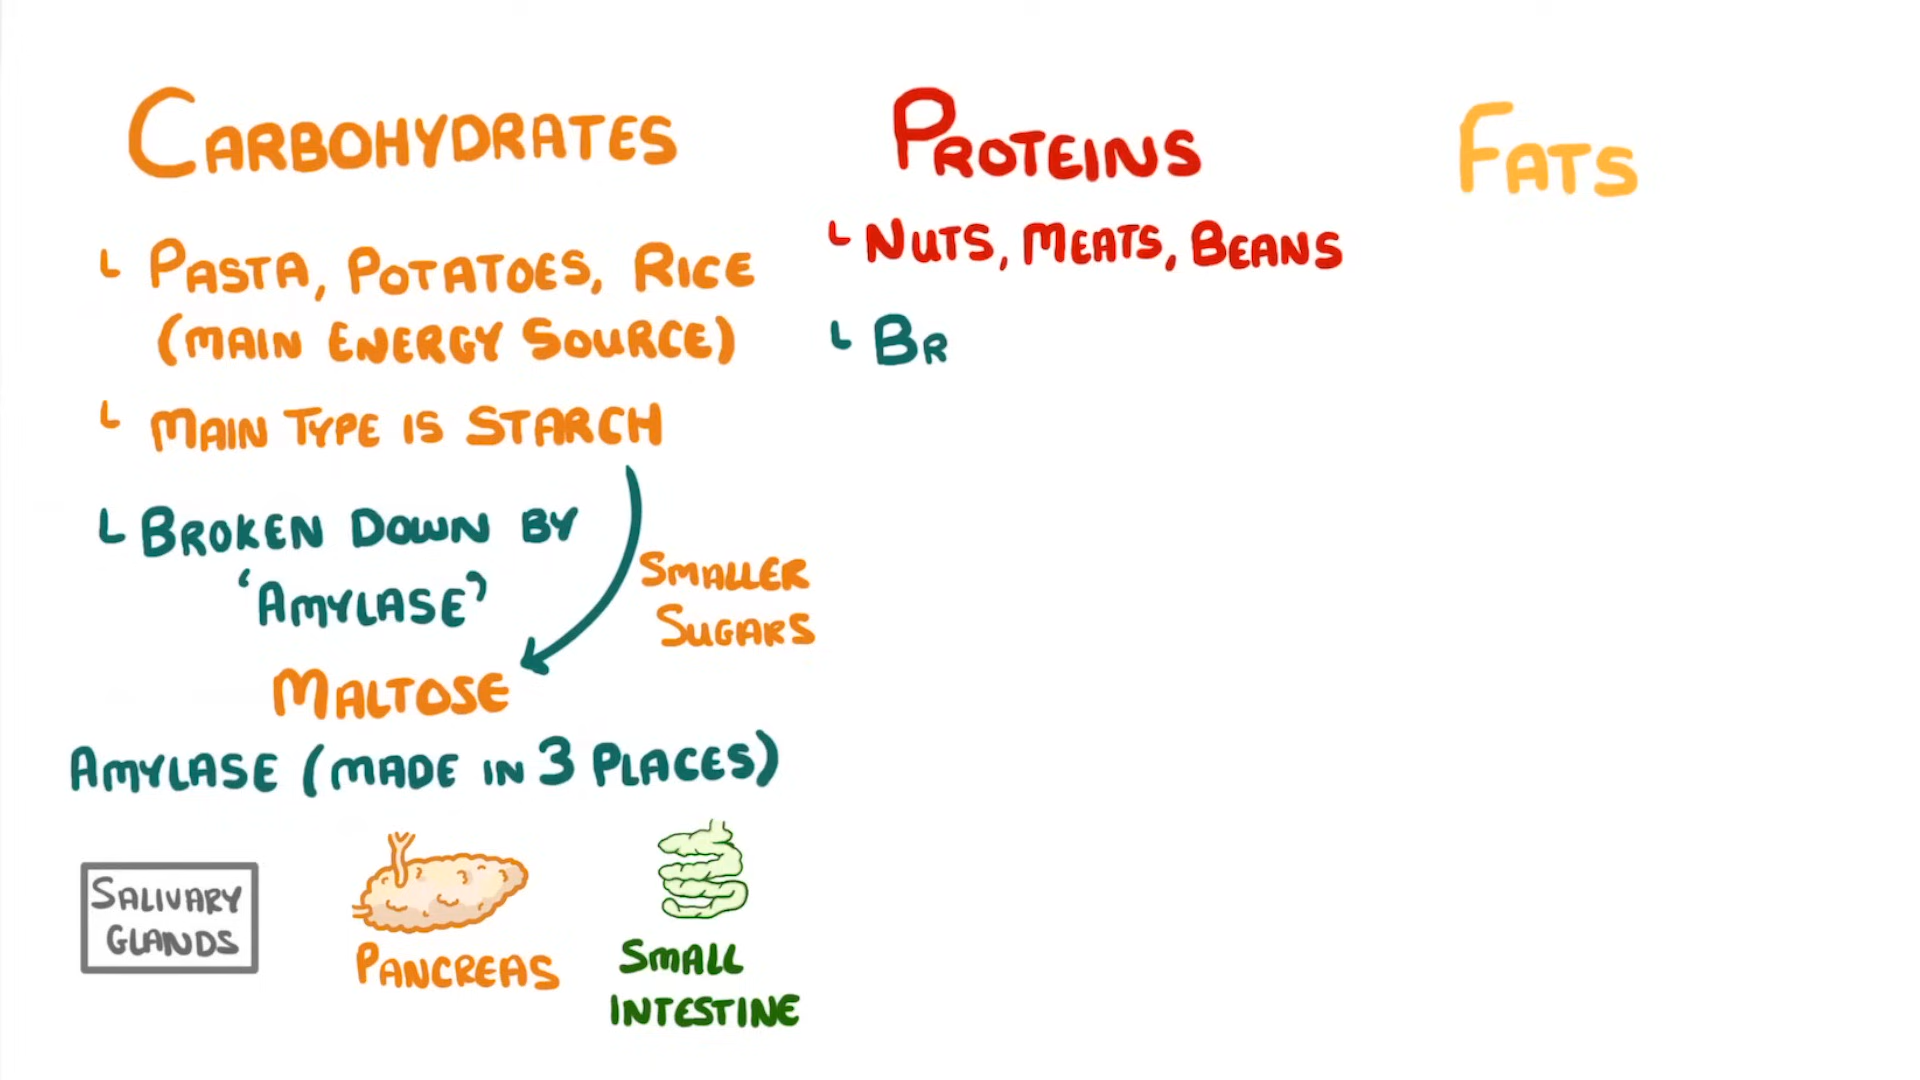 CARBOHYDRATES
PASTA, POTATOES, RICE
(MAIN ENERGY SOURCE)
MAIN TYPE IS STARCH
BROKEN DOWN BY
'AMYLASE'
SMALLER
SUGARS
MALTOSE
AMYLASE (MADE IN 3 PLACES)
SALIVARY
GLANDS
PANCREAS
SMALL
INTESTINE
PROTEINS
NUTS, MEATS, BEANS
BR
FATS